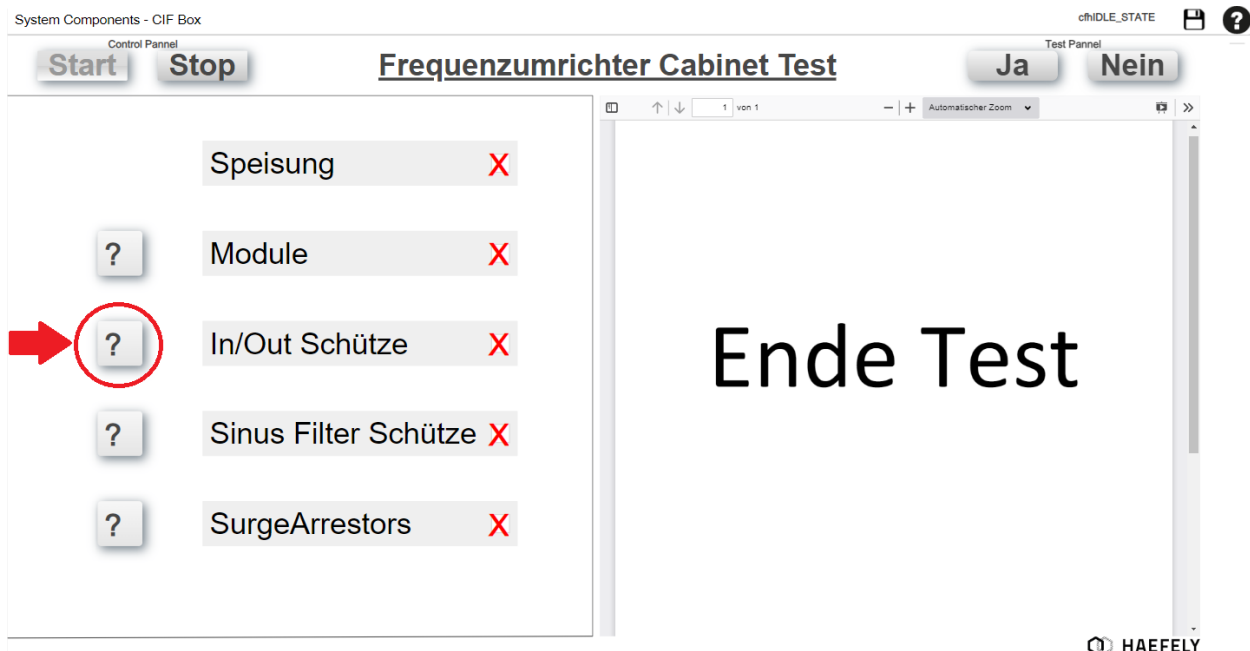 System Components - CIF Box
cfhIDLE_STATE
?
Control Pannel
Start Stop
Frequenzumrichter Cabinet Test
Test Pannel
Ja Nein
1 von 1
Automatischer Zoom
Speisung X
? Module X
? In/Out Schütze X
? Sinus Filter Schütze X
? SurgeArrestors X
Ende Test
HAEFELY